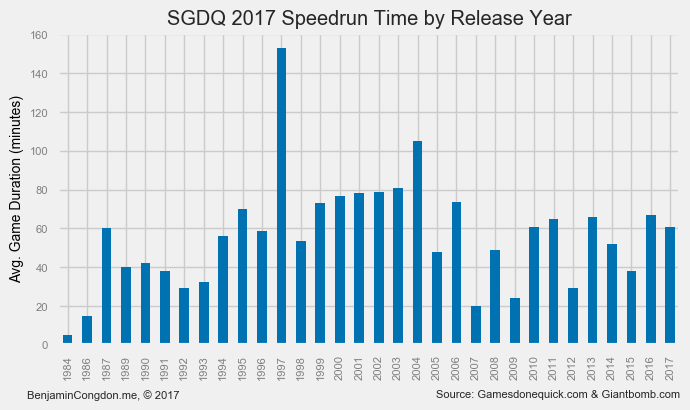 SGDQ 2017 Speedrun Time by Release Year
Avg. Game Duration (minutes)
160
140
120
100
80
60
40
20
0
1984 1986 1987 1989 1990 1991 1992 1993 1994 1995 1996 1997 1998 1999 2000 2001 2002 2003 2004 2005 2006 2007 2008 2009 2010 2011 2012 2013 2014 2015 2016 2017
BenjaminCongdon.me, © 2017
Source: Gamesdonequick.com & Giantbomb.com